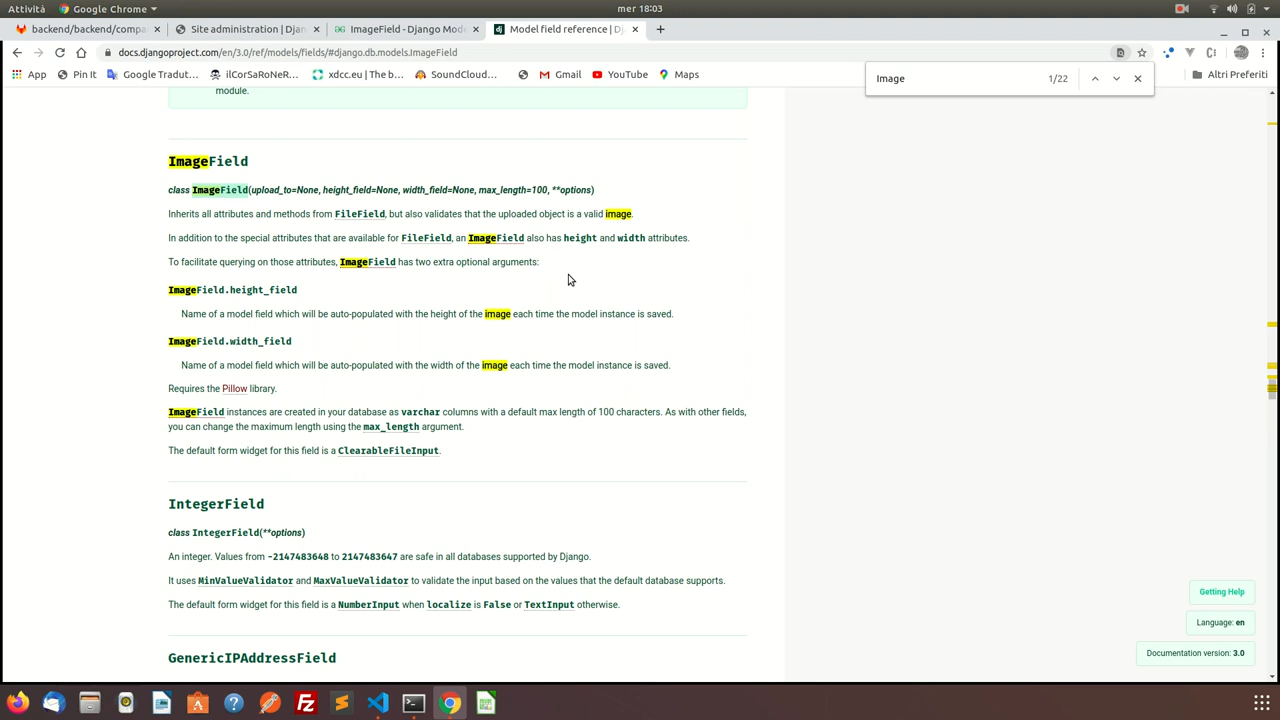 Attività Google Chrome mer 18:03
backend/backend/compa Site administration | Djan ImageField - Django Mode Model field reference | D
docs.djangoproject.com/en/3.0/ref/models/fields/#django.db.models.ImageField
App Pin It Google Tradut... ilCorSaRoNeR... xdcc.eu | The b... SoundCloud... Gmail YouTube Maps Altri Preferiti
Image 1/22
module.
ImageField
class ImageField(upload_to=None, height_field=None, width_field=None, max_length=100, **options)
Inherits all attributes and methods from FileField, but also validates that the uploaded object is a valid image.
In addition to the special attributes that are available for FileField, an ImageField also has height and width attributes.
To facilitate querying on those attributes, ImageField has two extra optional arguments:
ImageField.height_field
Name of a model field which will be auto-populated with the height of the image each time the model instance is saved.
ImageField.width_field
Name of a model field which will be auto-populated with the width of the image each time the model instance is saved.
Requires the Pillow library.
ImageField instances are created in your database as varchar columns with a default max length of 100 characters. As with other fields,
you can change the maximum length using the max_length argument.
The default form widget for this field is a ClearableFileInput.
IntegerField
class IntegerField(**options)
An integer. Values from -2147483648 to 2147483647 are safe in all databases supported by Django.
It uses MinValueValidator and MaxValueValidator to validate the input based on the values that the default database supports.
The default form widget for this field is a NumberInput when localize is False or TextInput otherwise.
GenericIPAddressField
Getting Help
Language: en
Documentation version: 3.0